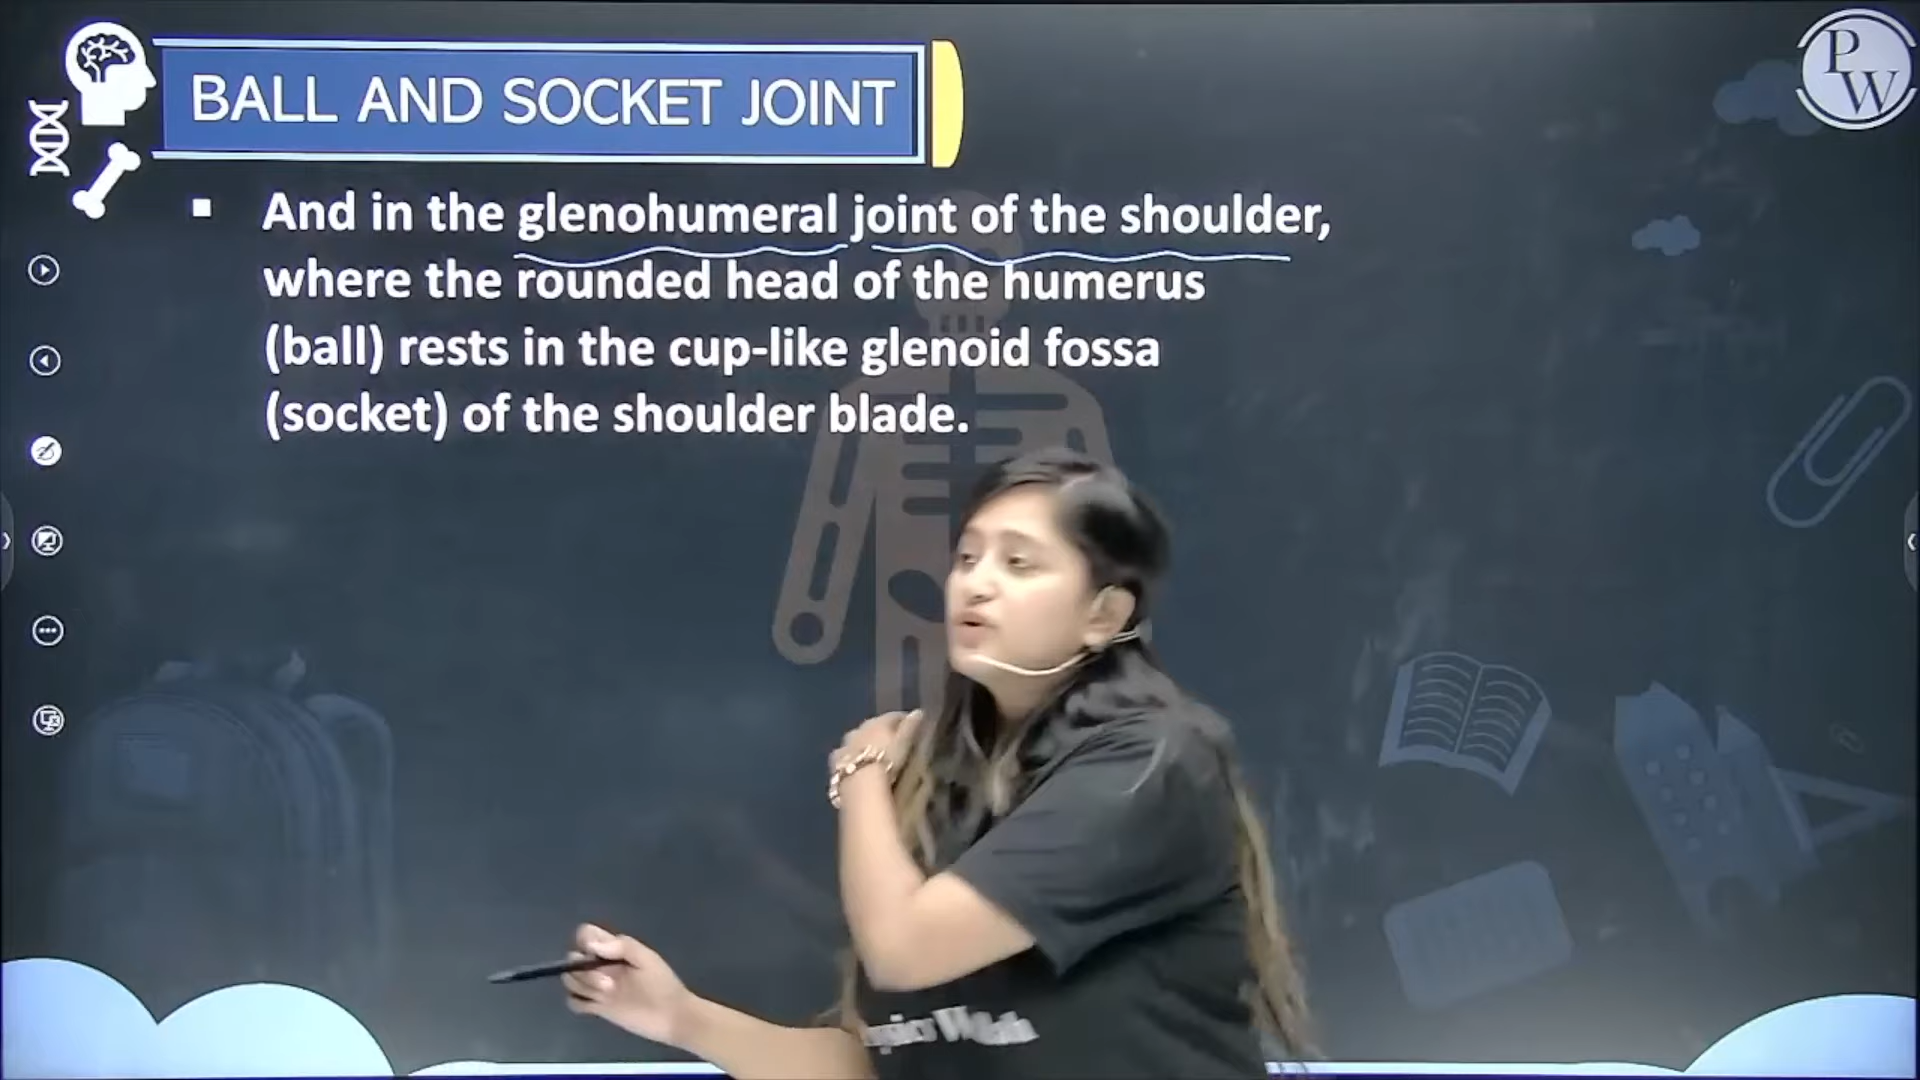 BALL AND SOCKET JOINT
PW
▪ And in the glenohumeral joint of the shoulder,
where the rounded head of the humerus
(ball) rests in the cup-like glenoid fossa
(socket) of the shoulder blade.